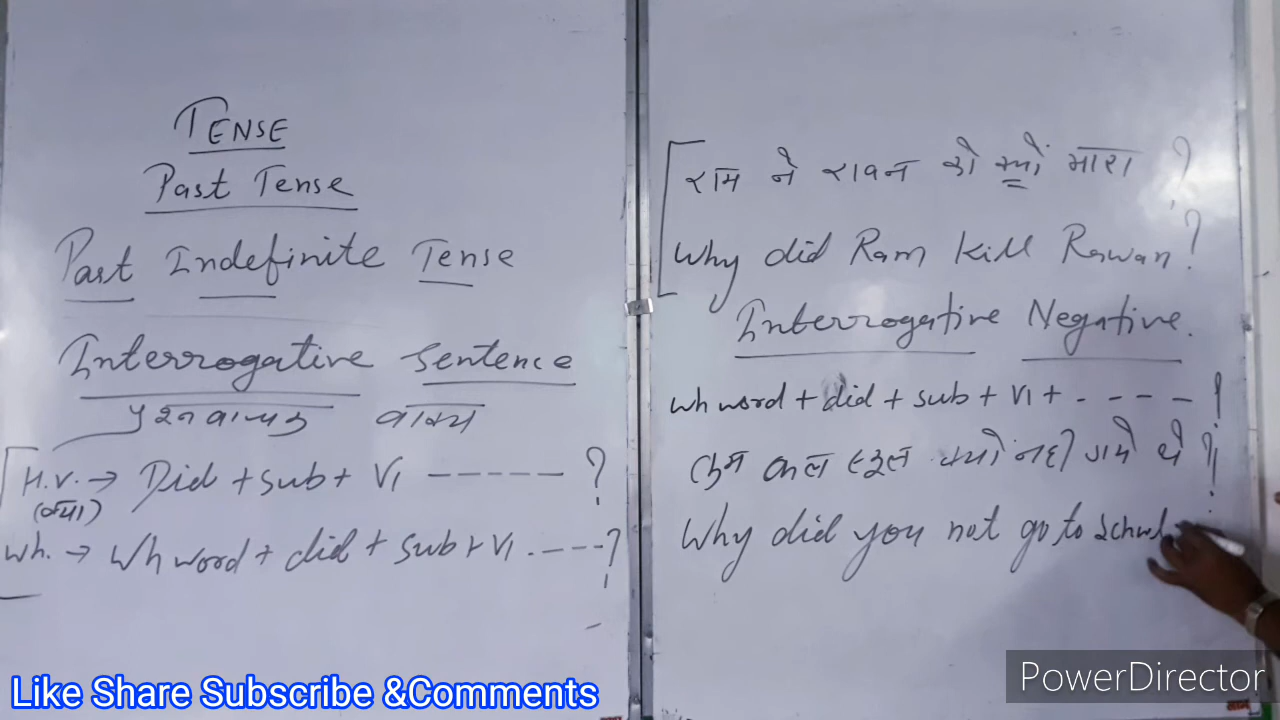 TENSE
Past Tense
Past Indefinite Tense
Interrogative Sentence
प्रश्नवाचक वाक्य
H.V. → Did + sub + V1 ------ ?
(क्या)
Wh. → Wh word + did + sub + V1 .---- ?
राम ने रावन को क्यों मारा ?
Why did Ram kill Rawan?
Interrogative Negative.
Wh word + did + sub + V1 + - - - - - ?
तुम कल स्कूल क्यों नही गये थे ?
Why did you not go to School
Like Share Subscribe &Comments
PowerDirector